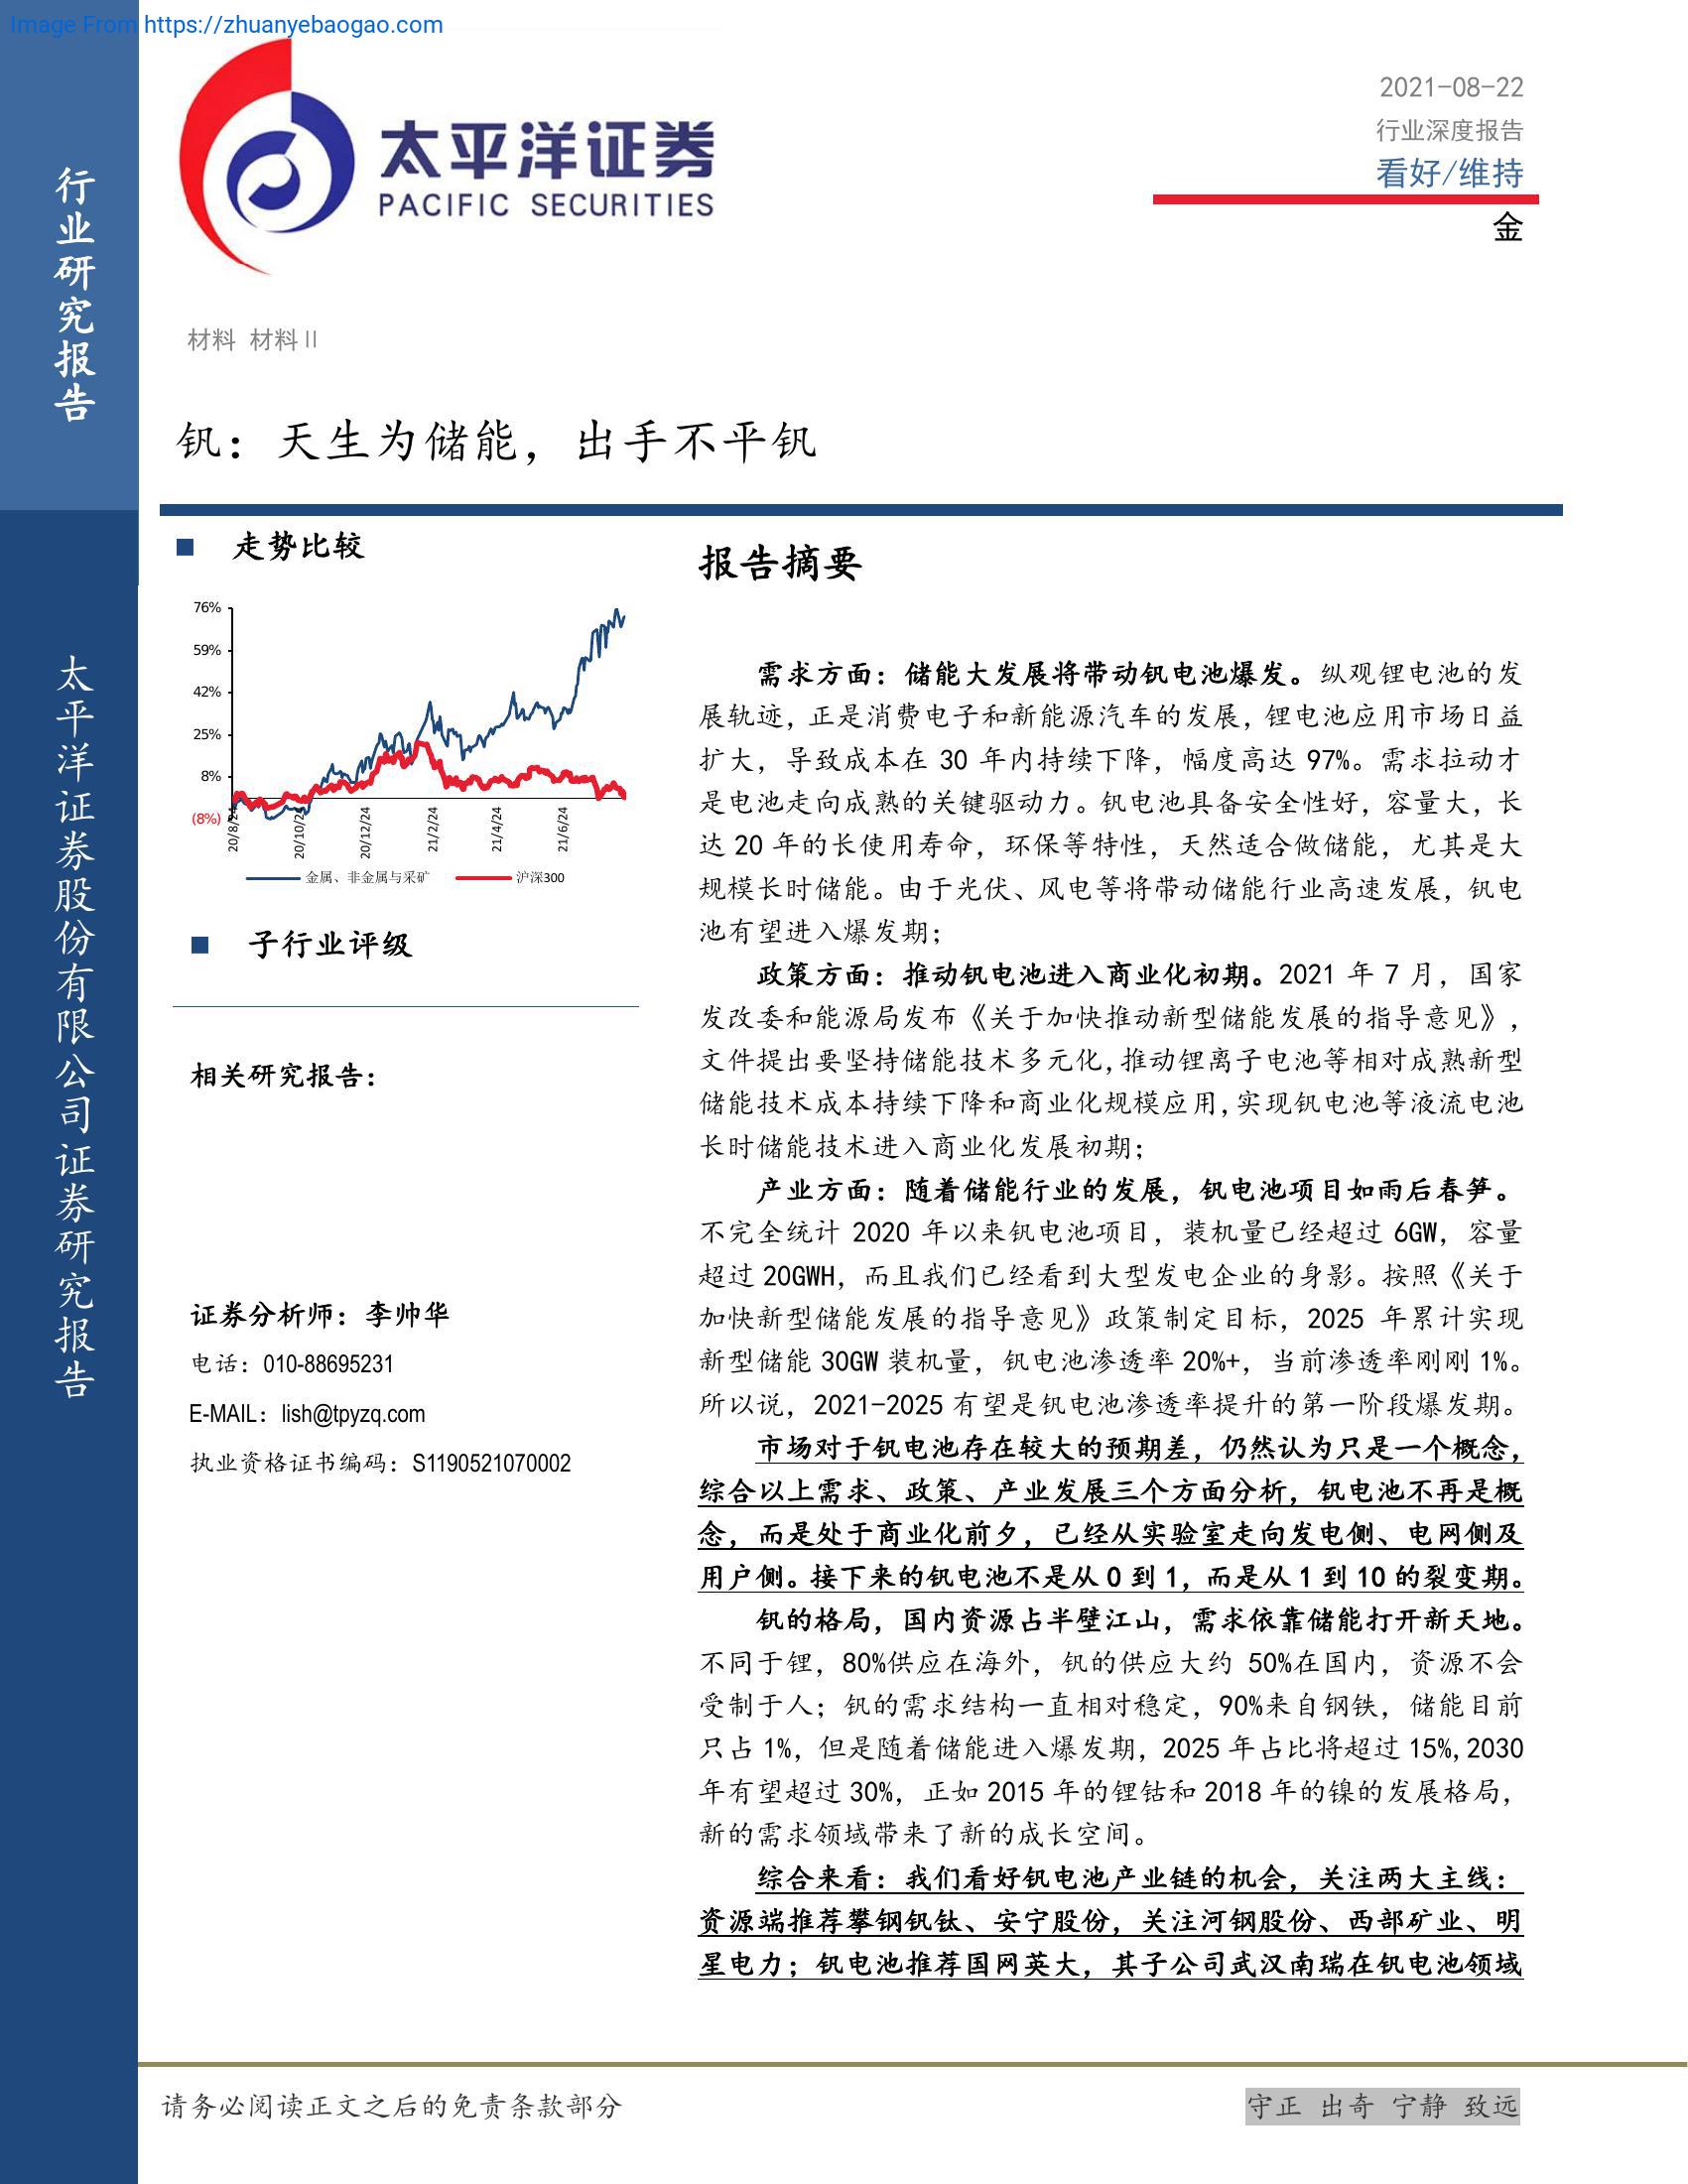 Image From https://zhuanyebaogao.com
行业研究报告
太平洋证券股份有限公司证券研究报告
太平洋证券
PACIFIC SECURITIES
2021-08-22
行业深度报告
看好/维持
金
材料 材料Ⅱ
钒：天生为储能，出手不平钒
走势比较
76%
59%
42%
25%
8%
(8%)
20/8/24
20/10/24
20/12/24
21/2/24
21/4/24
21/6/24
金属、非金属与采矿 沪深300
子行业评级
相关研究报告：
证券分析师：李帅华
电话：010-88695231
E-MAIL：lish@tpyzq.com
执业资格证书编码：S1190521070002
报告摘要
需求方面：储能大发展将带动钒电池爆发。纵观锂电池的发
展轨迹，正是消费电子和新能源汽车的发展，锂电池应用市场日益
扩大，导致成本在 30 年内持续下降，幅度高达 97%。需求拉动才
是电池走向成熟的关键驱动力。钒电池具备安全性好，容量大，长
达 20 年的长使用寿命，环保等特性，天然适合做储能，尤其是大
规模长时储能。由于光伏、风电等将带动储能行业高速发展，钒电
池有望进入爆发期；
政策方面：推动钒电池进入商业化初期。2021 年 7 月，国家
发改委和能源局发布《关于加快推动新型储能发展的指导意见》，
文件提出要坚持储能技术多元化，推动锂离子电池等相对成熟新型
储能技术成本持续下降和商业化规模应用，实现钒电池等液流电池
长时储能技术进入商业化发展初期；
产业方面：随着储能行业的发展，钒电池项目如雨后春笋。
不完全统计 2020 年以来钒电池项目，装机量已经超过 6GW，容量
超过 20GWH，而且我们已经看到大型发电企业的身影。按照《关于
加快新型储能发展的指导意见》政策制定目标，2025 年累计实现
新型储能 30GW 装机量，钒电池渗透率 20%+，当前渗透率刚刚 1%。
所以说，2021-2025 有望是钒电池渗透率提升的第一阶段爆发期。
市场对于钒电池存在较大的预期差，仍然认为只是一个概念，
综合以上需求、政策、产业发展三个方面分析，钒电池不再是概
念，而是处于商业化前夕，已经从实验室走向发电侧、电网侧及
用户侧。接下来的钒电池不是从 0 到 1，而是从 1 到 10 的裂变期。
钒的格局，国内资源占半壁江山，需求依靠储能打开新天地。
不同于锂，80%供应在海外，钒的供应大约 50%在国内，资源不会
受制于人；钒的需求结构一直相对稳定，90%来自钢铁，储能目前
只占 1%，但是随着储能进入爆发期，2025 年占比将超过 15%,2030
年有望超过 30%，正如 2015 年的锂钴和 2018 年的镍的发展格局，
新的需求领域带来了新的成长空间。
综合来看：我们看好钒电池产业链的机会，关注两大主线：
资源端推荐攀钢钒钛、安宁股份，关注河钢股份、西部矿业、明
星电力；钒电池推荐国网英大，其子公司武汉南瑞在钒电池领域
请务必阅读正文之后的免责条款部分
守正 出奇 宁静 致远